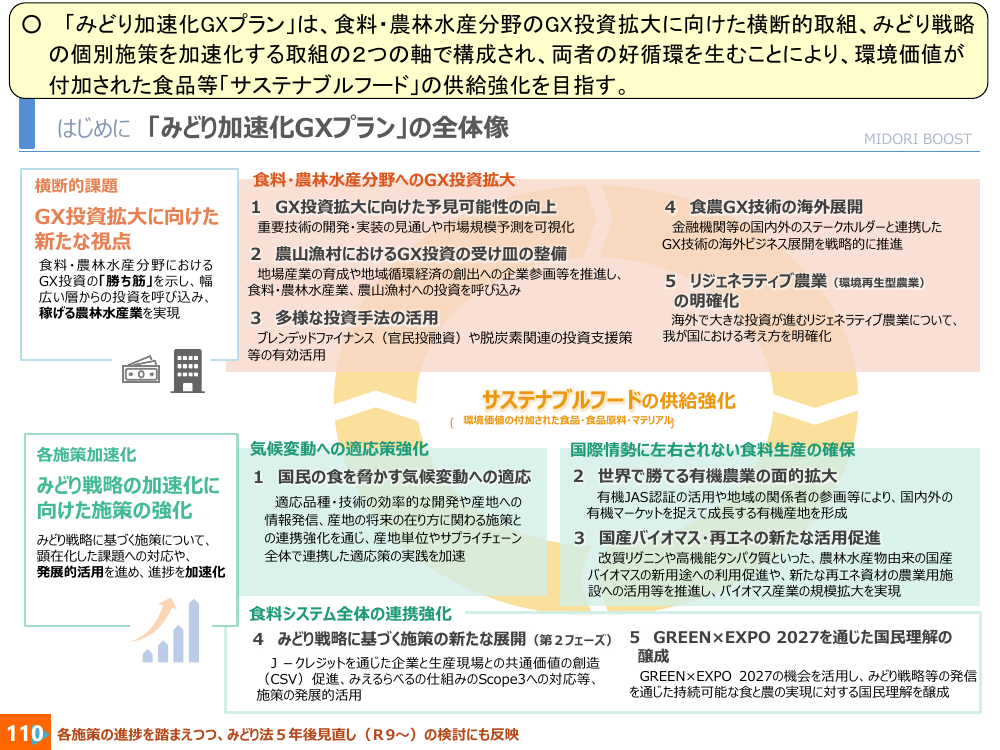 ○ 「みどり加速化GXプラン」は、食料・農林水産分野のGX投資拡大に向けた横断的取組、みどり戦略
の個別施策を加速化する取組の２つの軸で構成され、両者の好循環を生むことにより、環境価値が
付加された食品等「サステナブルフード」の供給強化を目指す。
はじめに 「みどり加速化GXプラン」の全体像
MIDORI BOOST
横断的課題
GX投資拡大に向けた
新たな視点
食料・農林水産分野における
GX投資の「勝ち筋」を示し、幅
広い層からの投資を呼び込み、
稼げる農林水産業を実現
食料・農林水産分野へのGX投資拡大
1 GX投資拡大に向けた予見可能性の向上
重要技術の開発・実装の見通しや市場規模予測を可視化
2 農山漁村におけるGX投資の受け皿の整備
地場産業の育成や地域循環経済の創出への企業参画等を推進し、
食料・農林水産業、農山漁村への投資を呼び込み
3 多様な投資手法の活用
ブレンデッドファイナンス（官民投融資）や脱炭素関連の投資支援策
等の有効活用
4 食農GX技術の海外展開
金融機関等の国内外のステークホルダーと連携した
GX技術の海外ビジネス展開を戦略的に推進
5 リジェネラティブ農業（環境再生型農業）
の明確化
海外で大きな投資が進むリジェネラティブ農業について、
我が国における考え方を明確化
サステナブルフードの供給強化
( 環境価値の付加された食品・食品原料・マテリアル)
各施策加速化
みどり戦略の加速化に
向けた施策の強化
みどり戦略に基づく施策について、
顕在化した課題への対応や、
発展的活用を進め、進捗を加速化
気候変動への適応策強化
1 国民の食を脅かす気候変動への適応
適応品種・技術の効率的な開発や産地への
情報発信、産地の将来の在り方に関わる施策と
の連携強化を通じ、産地単位やサプライチェーン
全体で連携した適応策の実践を加速
国際情勢に左右されない食料生産の確保
2 世界で勝てる有機農業の面的拡大
有機JAS認証の活用や地域の関係者の参画等により、国内外の
有機マーケットを捉えて成長する有機産地を形成
3 国産バイオマス・再エネの新たな活用促進
改質リグニンや高機能タンパク質といった、農林水産物由来の国産
バイオマスの新用途への利用促進や、新たな再エネ資材の農業用施
設への活用等を推進し、バイオマス産業の規模拡大を実現
食料システム全体の連携強化
4 みどり戦略に基づく施策の新たな展開（第２フェーズ）
Ｊ－クレジットを通じた企業と生産現場との共通価値の創造
（CSV）促進、みえるらべるの仕組みのScope3への対応等、
施策の発展的活用
5 GREEN×EXPO 2027を通じた国民理解の
醸成
GREEN×EXPO 2027の機会を活用し、みどり戦略等の発信
を通じた持続可能な食と農の実現に対する国民理解を醸成
110 各施策の進捗を踏まえつつ、みどり法５年後見直し（Ｒ９～）の検討にも反映